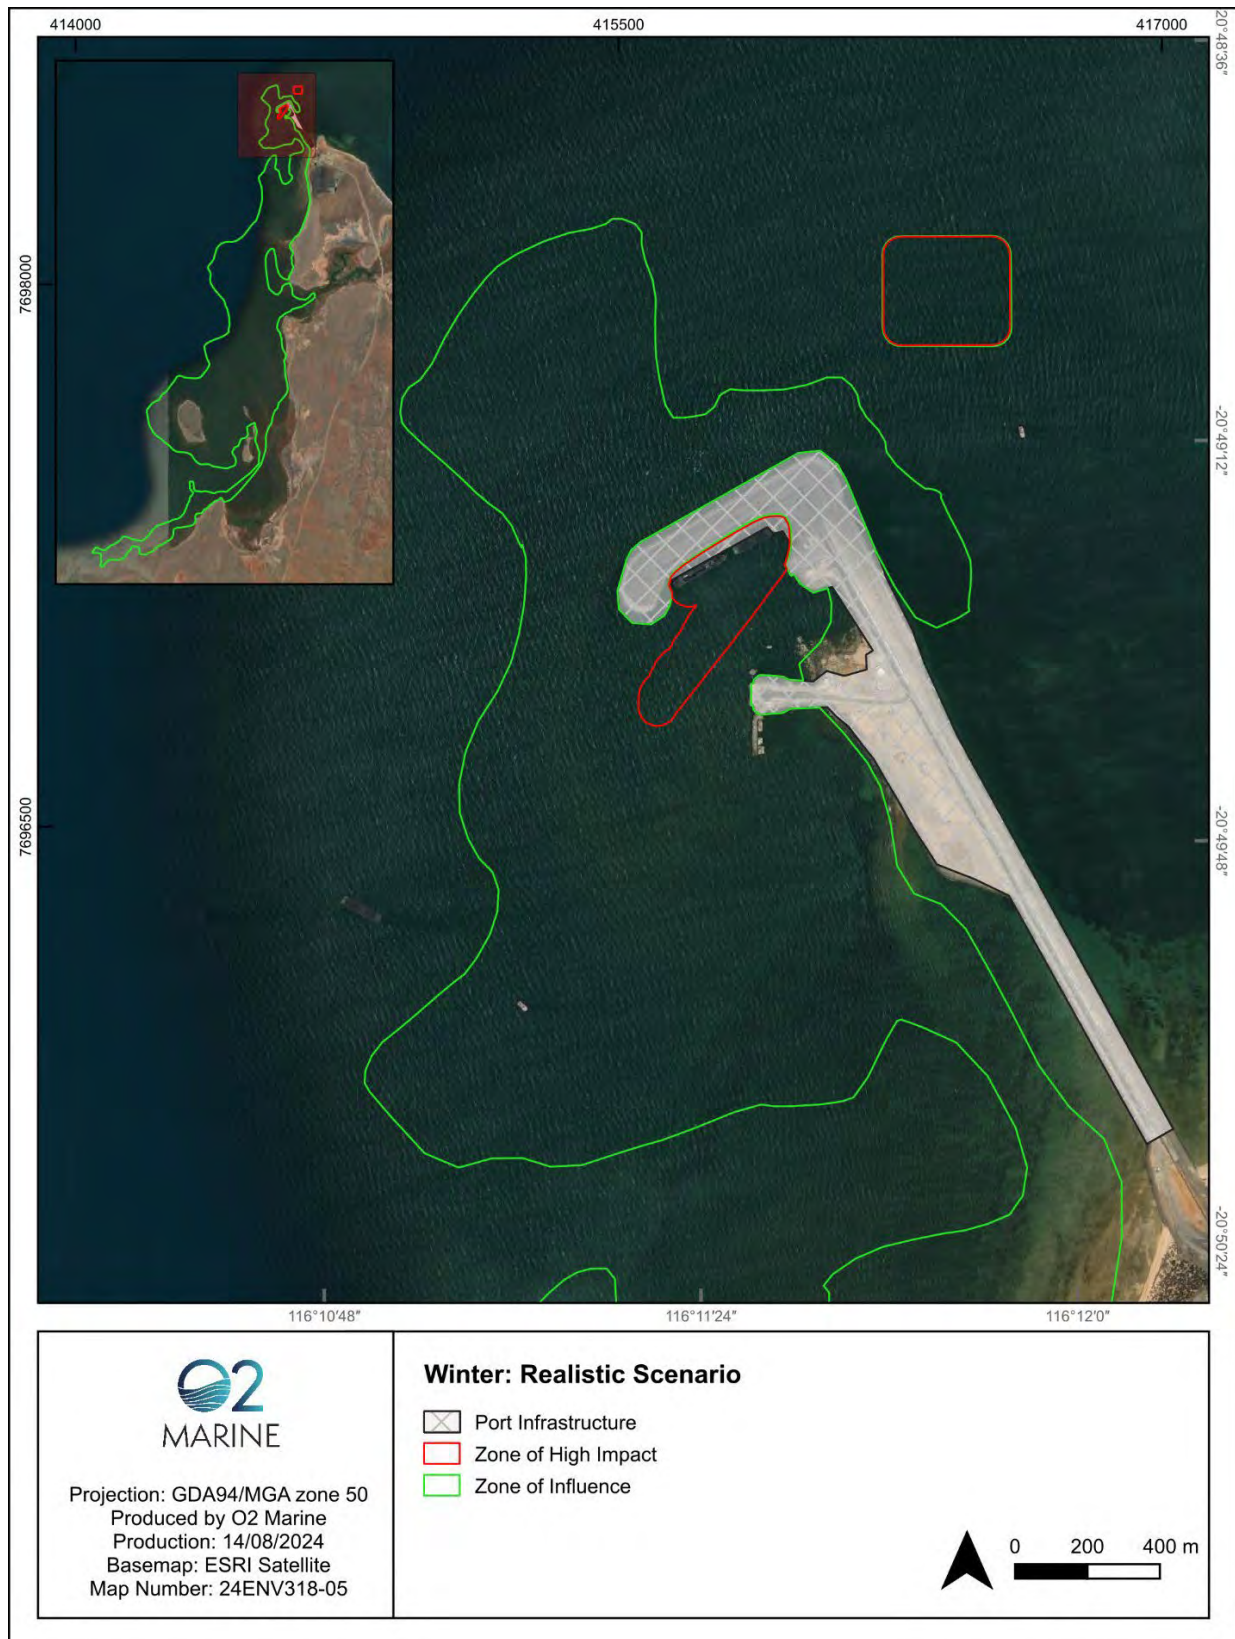 414000
415500
417000
20°48'36"
7698000
-20°49'12"
7696500
-20°49'48"
-20°50'24"
116°10'48"
116°11'24"
116°12'0"
O2
MARINE
Projection: GDA94/MGA zone 50
Produced by O2 Marine
Production: 14/08/2024
Basemap: ESRI Satellite
Map Number: 24ENV318-05
Winter: Realistic Scenario
Port Infrastructure
Zone of High Impact
Zone of Influence
0 200 400 m